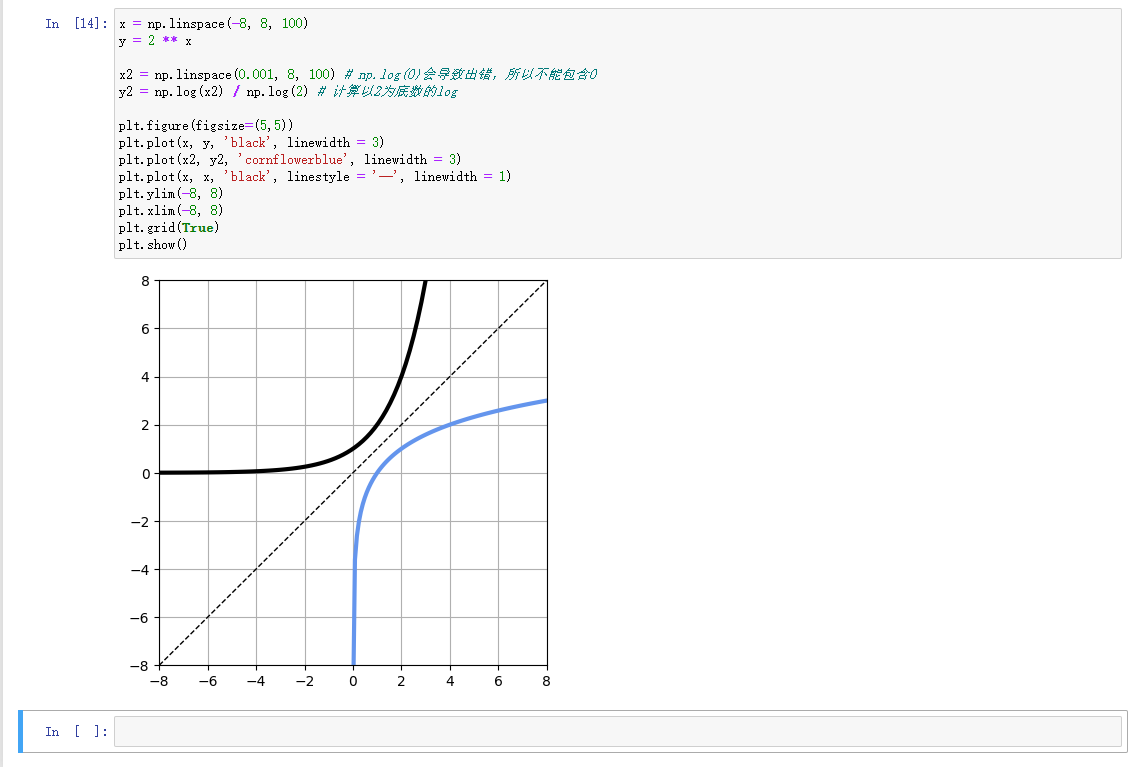 In [14]:
x = np.linspace(-8, 8, 100)
y = 2 ** x
x2 = np.linspace(0.001, 8, 100) # np.log(0)会导致出错，所以不能包含0
y2 = np.log(x2) / np.log(2) # 计算以2为底数的log
plt.figure(figsize=(5,5))
plt.plot(x, y, 'black', linewidth = 3)
plt.plot(x2, y2, 'cornflowerblue', linewidth = 3)
plt.plot(x, x, 'black', linestyle = '--', linewidth = 1)
plt.ylim(-8, 8)
plt.xlim(-8, 8)
plt.grid(True)
plt.show()
8
6
4
2
0
−2
−4
−6
−8
−8 −6 −4 −2 0 2 4 6 8
In [ ]: